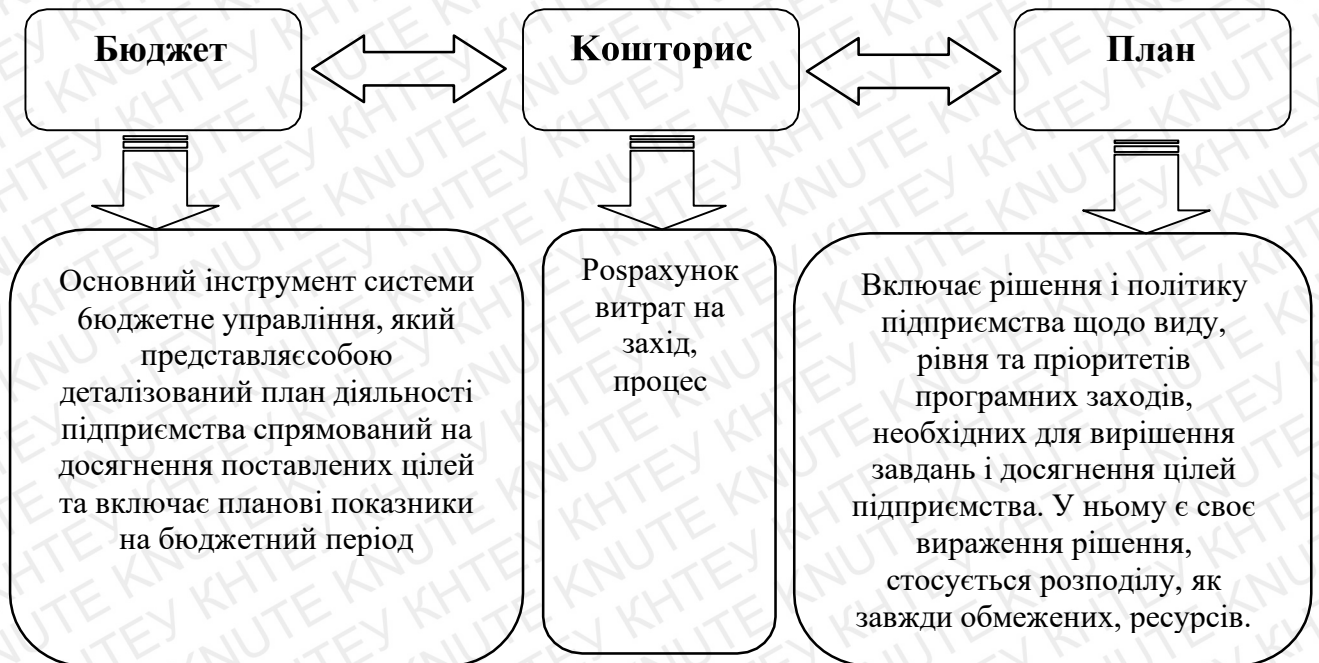 Бюджет
Кошторис
План
Основний інструмент системи
6юджетне управління, який
представляєсобою
деталізований план діяльності
підприємства спрямований на
досягнення поставлених цілей
та включає планові показники
на бюджетний період
Роsрахунок
витрат на
захід,
процес
Включає рішення і політику
підприємства щодо виду,
рівня та пріоритетів
програмних заходів,
необхідних для вирішення
завдань і досягнення цілей
підприємства. У ньому є своє
вираження рішення,
стосується розподілу, як
завжди обмежених, ресурсів.